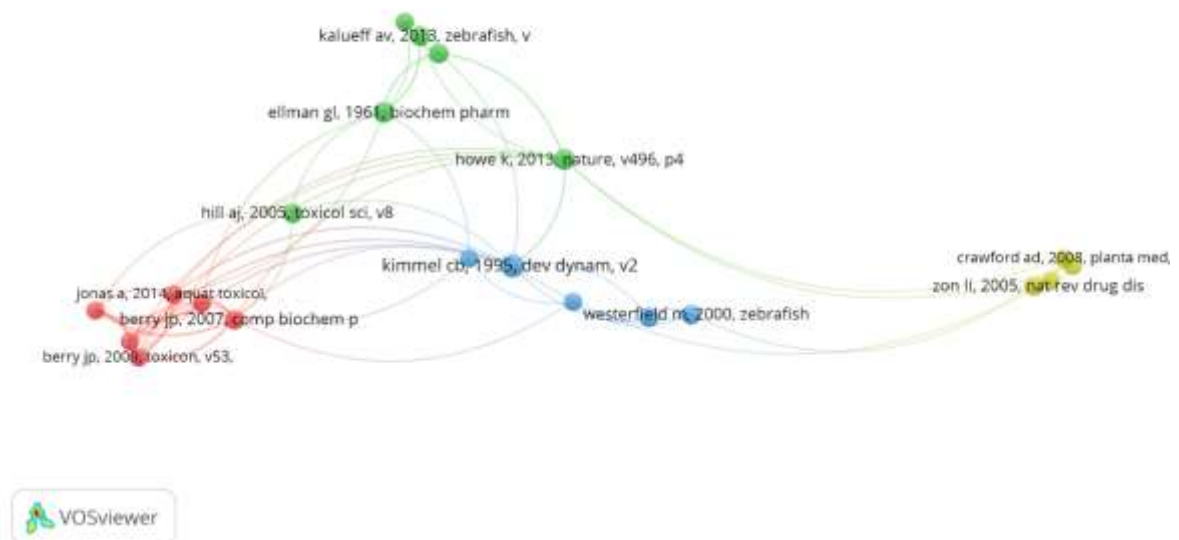 kalueff av, 2013, zebrafish, v
ellman gl, 1961, biochem pharm
howe k, 2013, nature, v496, p4
hill aj, 2005, toxicol sci, v8
kimmel cb, 1995, dev dynam, v2
crawford ad, 2008, planta med,
zon li, 2005, nat rev drug dis
jonas a, 2014, aquat toxicol,
westerfield m, 2000, zebrafish
berry jp, 2007, comp biochem p
berry jp, 2009, toxicon, v53,
VOSviewer